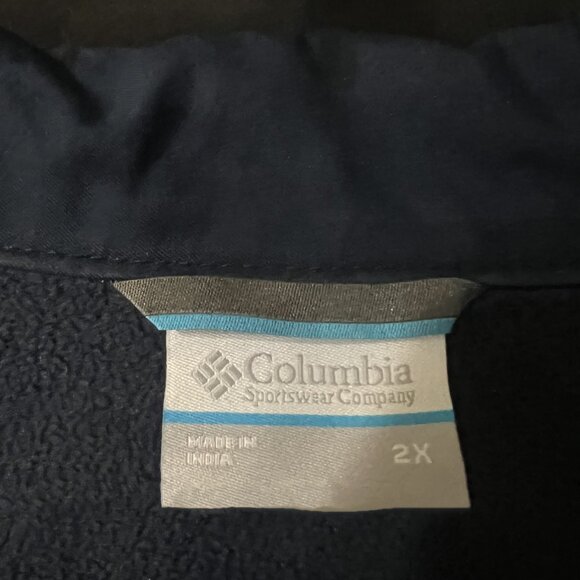 Columbia
Sportswear Company
MADE IN
INDIA
2X